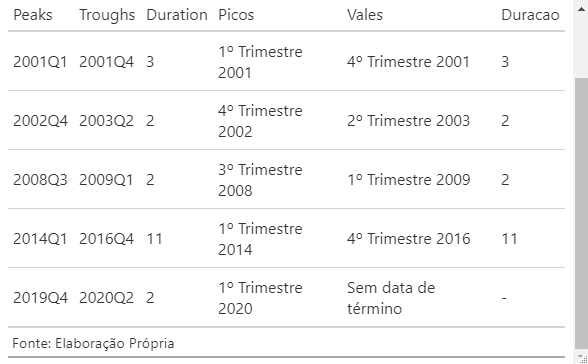 Peaks Troughs Duration Picos Vales Duracao
2001Q1 2001Q4 3 1º Trimestre 2001 4º Trimestre 2001 3
2002Q4 2003Q2 2 4º Trimestre 2002 2º Trimestre 2003 2
2008Q3 2009Q1 2 3º Trimestre 2008 1º Trimestre 2009 2
2014Q1 2016Q4 11 1º Trimestre 2014 4º Trimestre 2016 11
2019Q4 2020Q2 2 1º Trimestre 2020 Sem data de término -
Fonte: Elaboração Própria